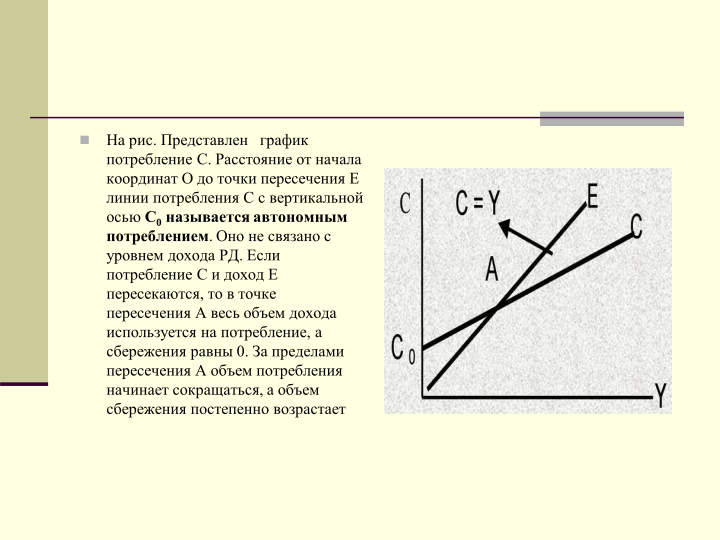 На рис. Представлен график
потребление С. Расстояние от начала
координат О до точки пересечения Е
линии потребления С с вертикальной
осью С₀ называется автономным
потреблением. Оно не связано с
уровнем дохода РД. Если
потребление С и доход Е
пересекаются, то в точке
пересечения А весь объем дохода
используется на потребление, а
сбережения равны 0. За пределами
пересечения А объем потребления
начинает сокращаться, а объем
сбережения постепенно возрастает
С
C = Y
E
C
A
C₀
Y